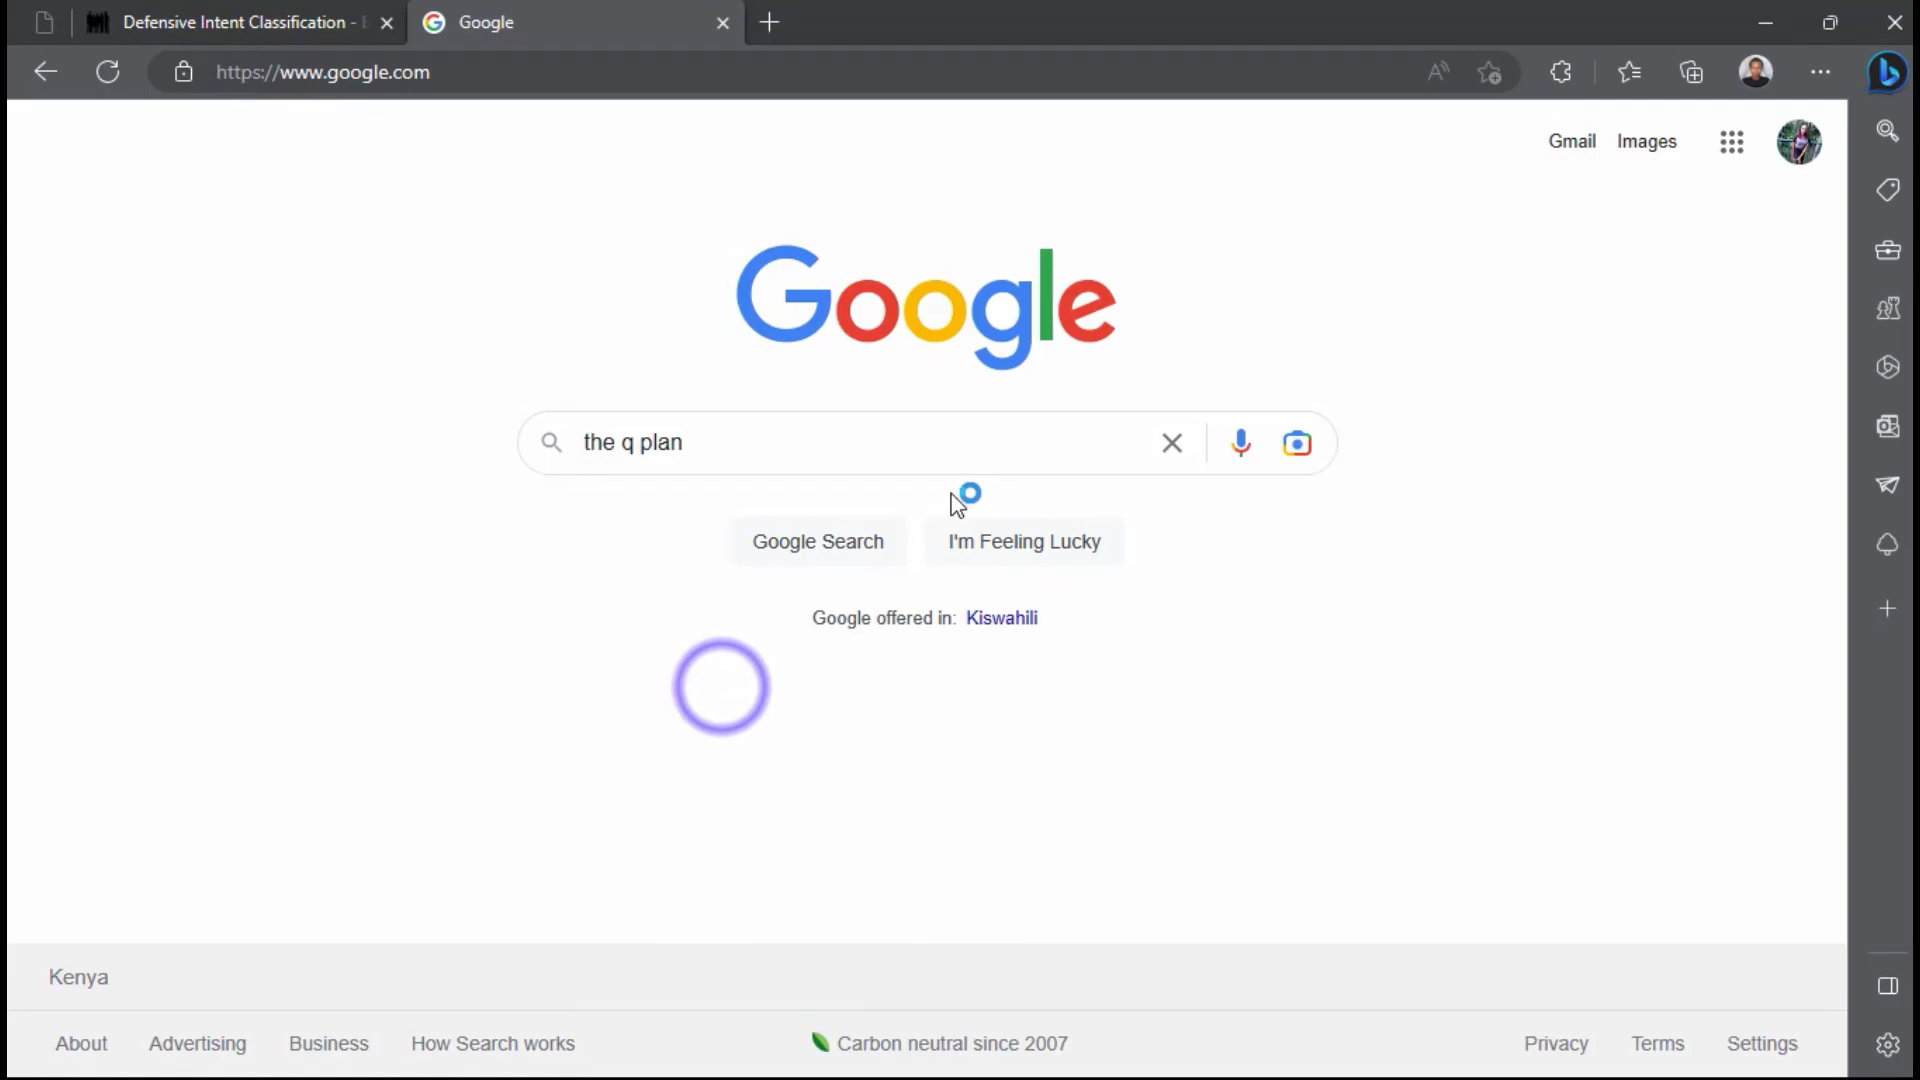 Defensive Intent Classification -
Google
https://www.google.com
Gmail Images
Google
the q plan
Google Search I'm Feeling Lucky
Google offered in: Kiswahili
Kenya
About Advertising Business How Search works Carbon neutral since 2007 Privacy Terms Settings